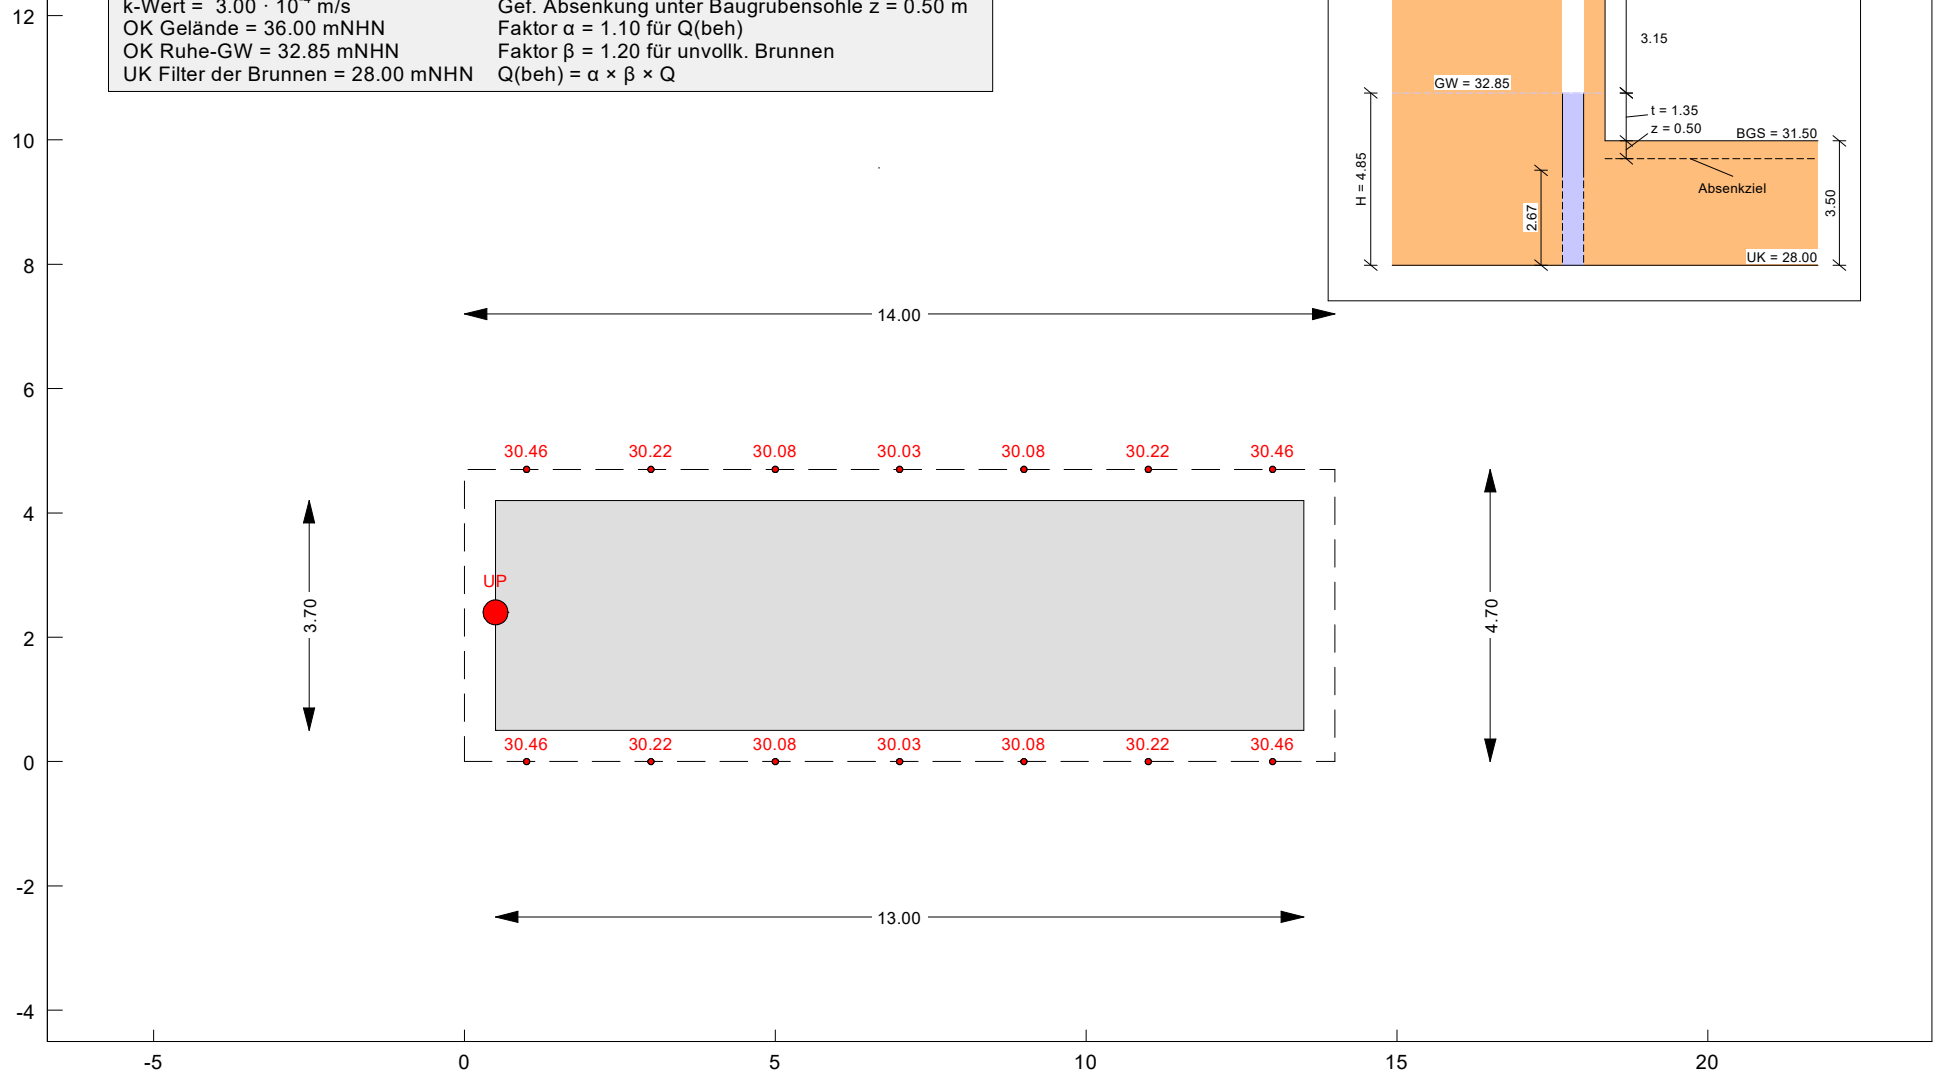 k-Wert = 3.00 · 10⁻⁴ m/s
OK Gelände = 36.00 mNHN
OK Ruhe-GW = 32.85 mNHN
UK Filter der Brunnen = 28.00 mNHN
Gef. Absenkung unter Baugrubensohle z = 0.50 m
Faktor α = 1.10 für Q(beh)
Faktor β = 1.20 für unvollk. Brunnen
Q(beh) = α × β × Q
3.15
GW = 32.85
t = 1.35
z = 0.50
BGS = 31.50
H = 4.85
Absenkziel
2.67
3.50
UK = 28.00
14.00
30.46 30.22 30.08 30.03 30.08 30.22 30.46
UP
3.70
4.70
30.46 30.22 30.08 30.03 30.08 30.22 30.46
13.00
12
10
8
6
4
2
0
-2
-4
-5 0 5 10 15 20